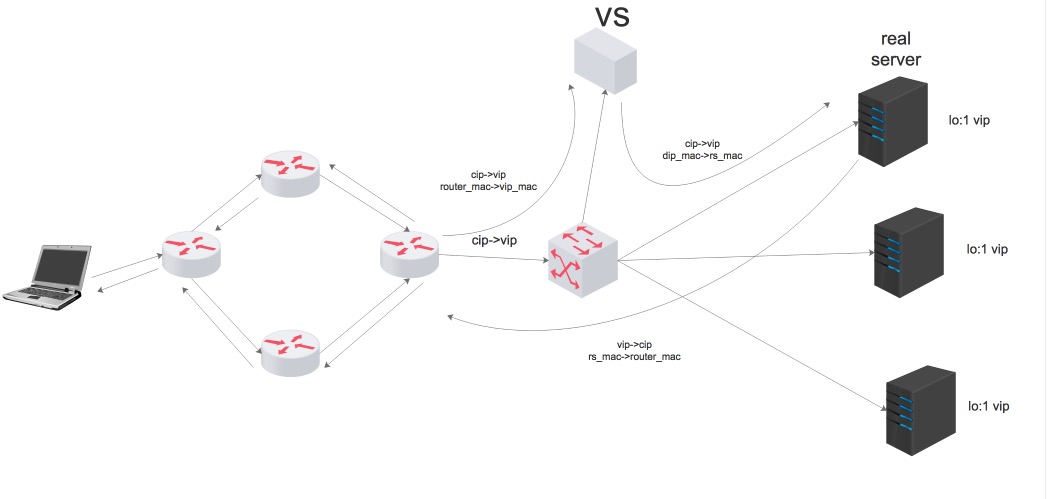 VS
real
server
lo:1 vip
cip->vip
dip_mac->rs_mac
cip->vip
router_mac->vip_mac
cip->vip
lo:1 vip
vip->cip
rs_mac->router_mac
lo:1 vip